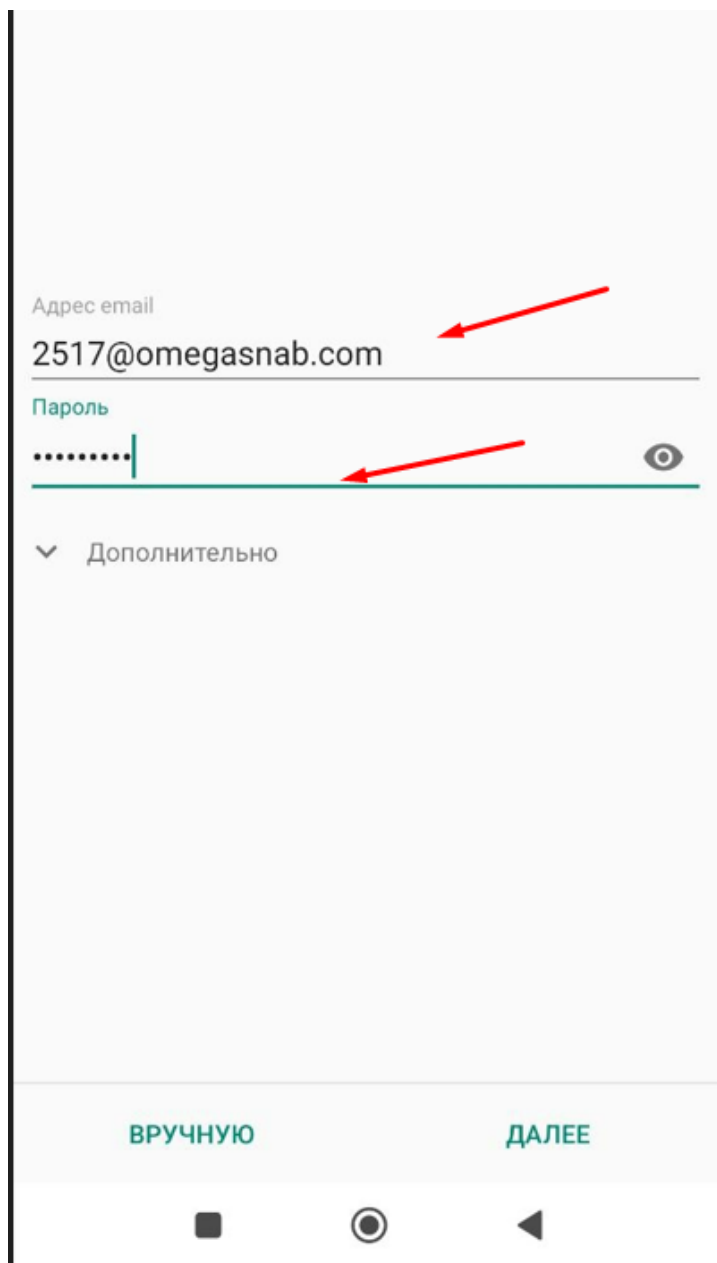 Адрес email
2517@omegasnab.com
Пароль
•••••••••
Дополнительно
ВРУЧНУЮ ДАЛЕЕ